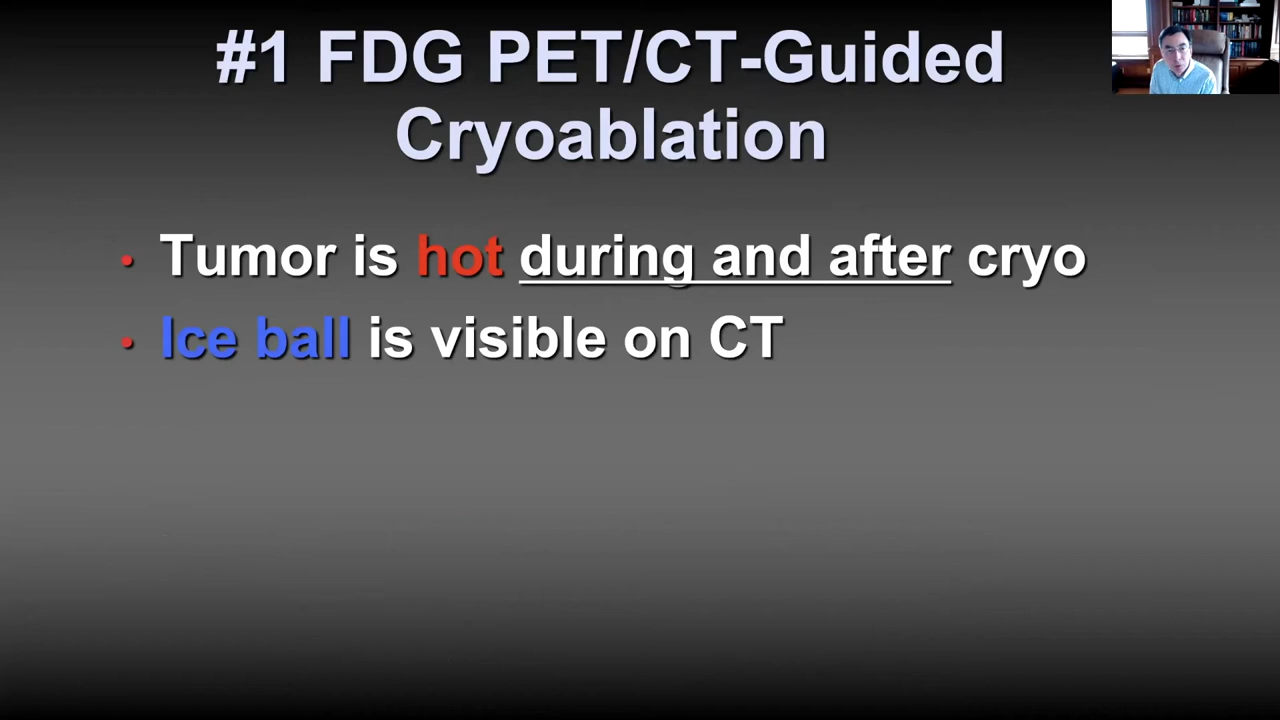 #1 FDG PET/CT-Guided
Cryoablation
• Tumor is hot during and after cryo
• Ice ball is visible on CT